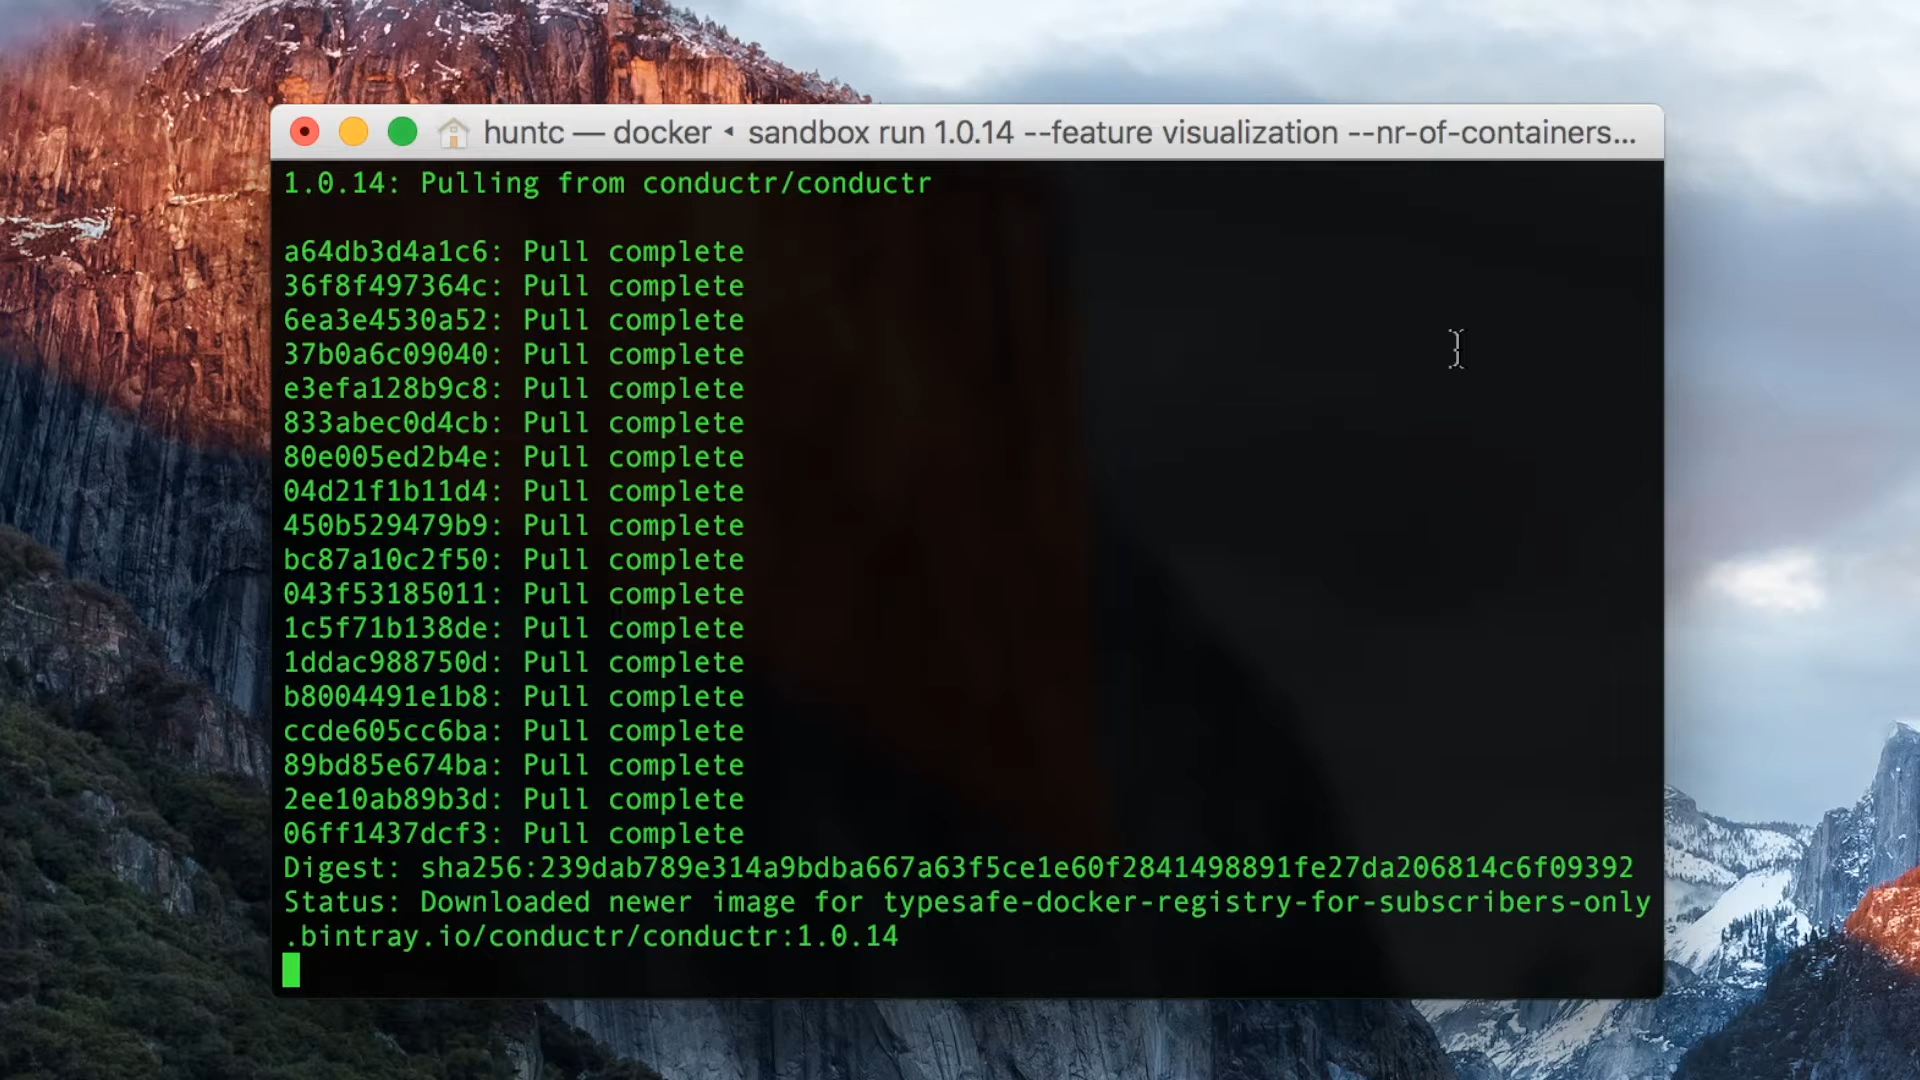 huntc — docker ◂ sandbox run 1.0.14 --feature visualization --nr-of-containers...
1.0.14: Pulling from conductr/conductr
a64db3d4a1c6: Pull complete
36f8f497364c: Pull complete
6ea3e4530a52: Pull complete
37b0a6c09040: Pull complete
e3efa128b9c8: Pull complete
833abec0d4cb: Pull complete
80e005ed2b4e: Pull complete
04d21f1b11d4: Pull complete
450b529479b9: Pull complete
bc87a10c2f50: Pull complete
043f53185011: Pull complete
1c5f71b138de: Pull complete
1ddac988750d: Pull complete
b8004491e1b8: Pull complete
ccde605cc6ba: Pull complete
89bd85e674ba: Pull complete
2ee10ab89b3d: Pull complete
06ff1437dcf3: Pull complete
Digest: sha256:239dab789e314a9bdba667a63f5ce1e60f2841498891fe27da206814c6f09392
Status: Downloaded newer image for typesafe-docker-registry-for-subscribers-only
.bintray.io/conductr/conductr:1.0.14